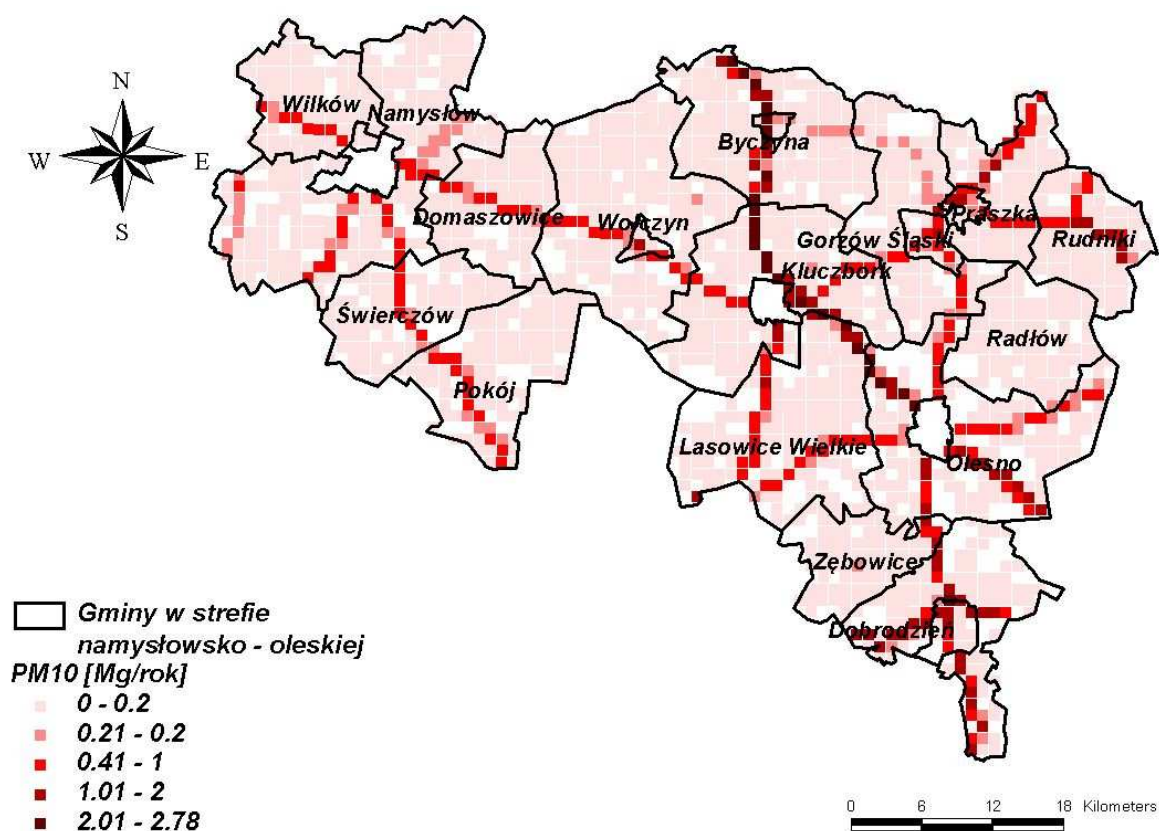 N
W E
S
Wilków
Namysłów
Byczyna
Praszka
Domaszowice
Wołczyn
Gorzów Śląski
Rudniki
Kluczbork
Świerczów
Radłów
Pokój
Lasowice Wielkie
Olesno
Zębowice
Dobrodzień
Gminy w strefie
namysłowsko - oleskiej
PM10 [Mg/rok]
0 - 0.2
0.21 - 0.2
0.41 - 1
1.01 - 2
2.01 - 2.78
0 6 12 18 Kilometers